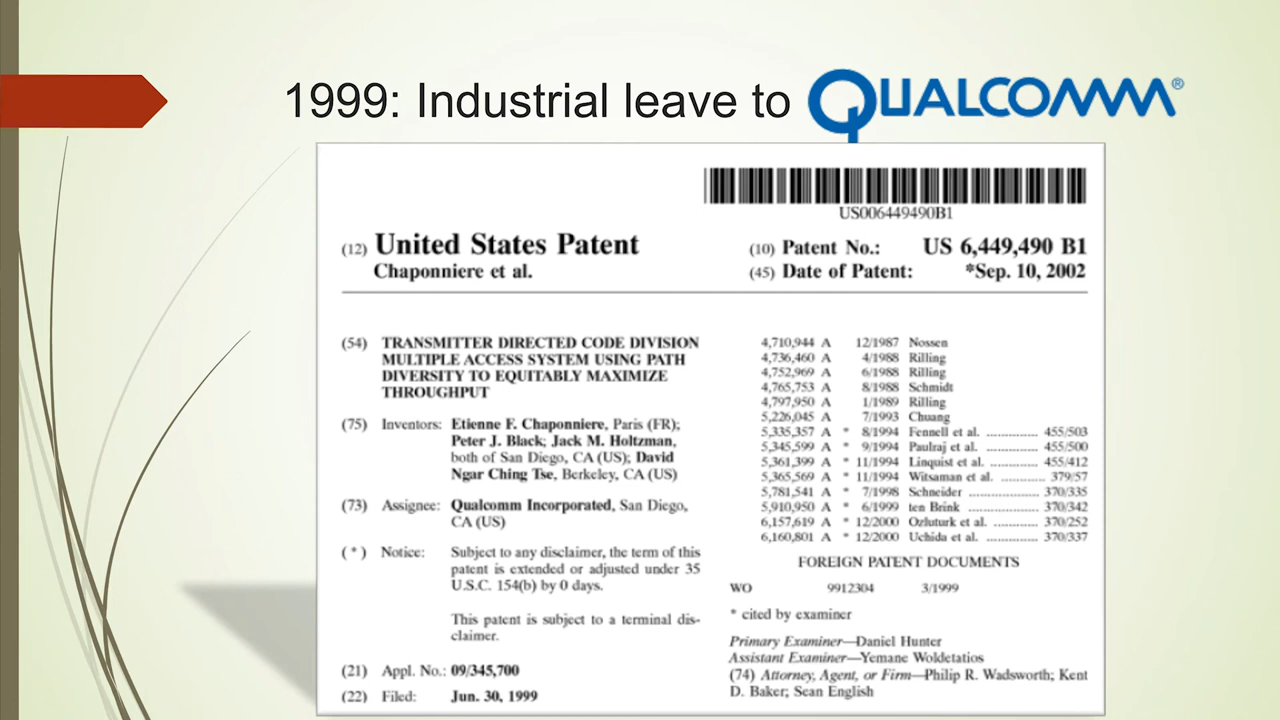 1999: Industrial leave to QUALCOMM®
US006449490B1
(12) United States Patent
Chaponniere et al.
(10) Patent No.: US 6,449,490 B1
(45) Date of Patent: *Sep. 10, 2002
(54) TRANSMITTER DIRECTED CODE DIVISION
MULTIPLE ACCESS SYSTEM USING PATH
DIVERSITY TO EQUITABLY MAXIMIZE
THROUGHPUT
(75) Inventors: Etienne F. Chaponniere, Paris (FR);
Peter J. Black; Jack M. Holtzman,
both of San Diego, CA (US); David
Ngar Ching Tse, Berkeley, CA (US)
(73) Assignee: Qualcomm Incorporated, San Diego,
CA (US)
(*) Notice: Subject to any disclaimer, the term of this
patent is extended or adjusted under 35
U.S.C. 154(b) by 0 days.
This patent is subject to a terminal dis-
claimer.
(21) Appl. No.: 09/345,700
(22) Filed: Jun. 30, 1999
4,710,944 A 12/1987 Nossen
4,736,460 A 4/1988 Rilling
4,752,969 A 6/1988 Rilling
4,765,753 A 8/1988 Schmidt
4,797,950 A 1/1989 Rilling
5,226,045 A 7/1993 Chuang
5,335,357 A * 8/1994 Fennell et al. .............. 455/503
5,345,599 A * 9/1994 Paulraj et al. .............. 455/500
5,361,399 A * 11/1994 Linquist et al. ............ 455/412
5,365,569 A * 11/1994 Witsaman et al. ........... 379/57
5,781,541 A * 7/1998 Schneider .................... 370/335
5,910,950 A * 6/1999 ten Brink .................... 370/342
6,157,619 A * 12/2000 Ozluturk et al. ............ 370/252
6,160,801 A * 12/2000 Uchida et al. ............... 370/337
FOREIGN PATENT DOCUMENTS
WO 9912304 3/1999
* cited by examiner
Primary Examiner—Daniel Hunter
Assistant Examiner—Yemane Woldetatios
(74) Attorney, Agent, or Firm—Philip R. Wadsworth; Kent
D. Baker; Sean English